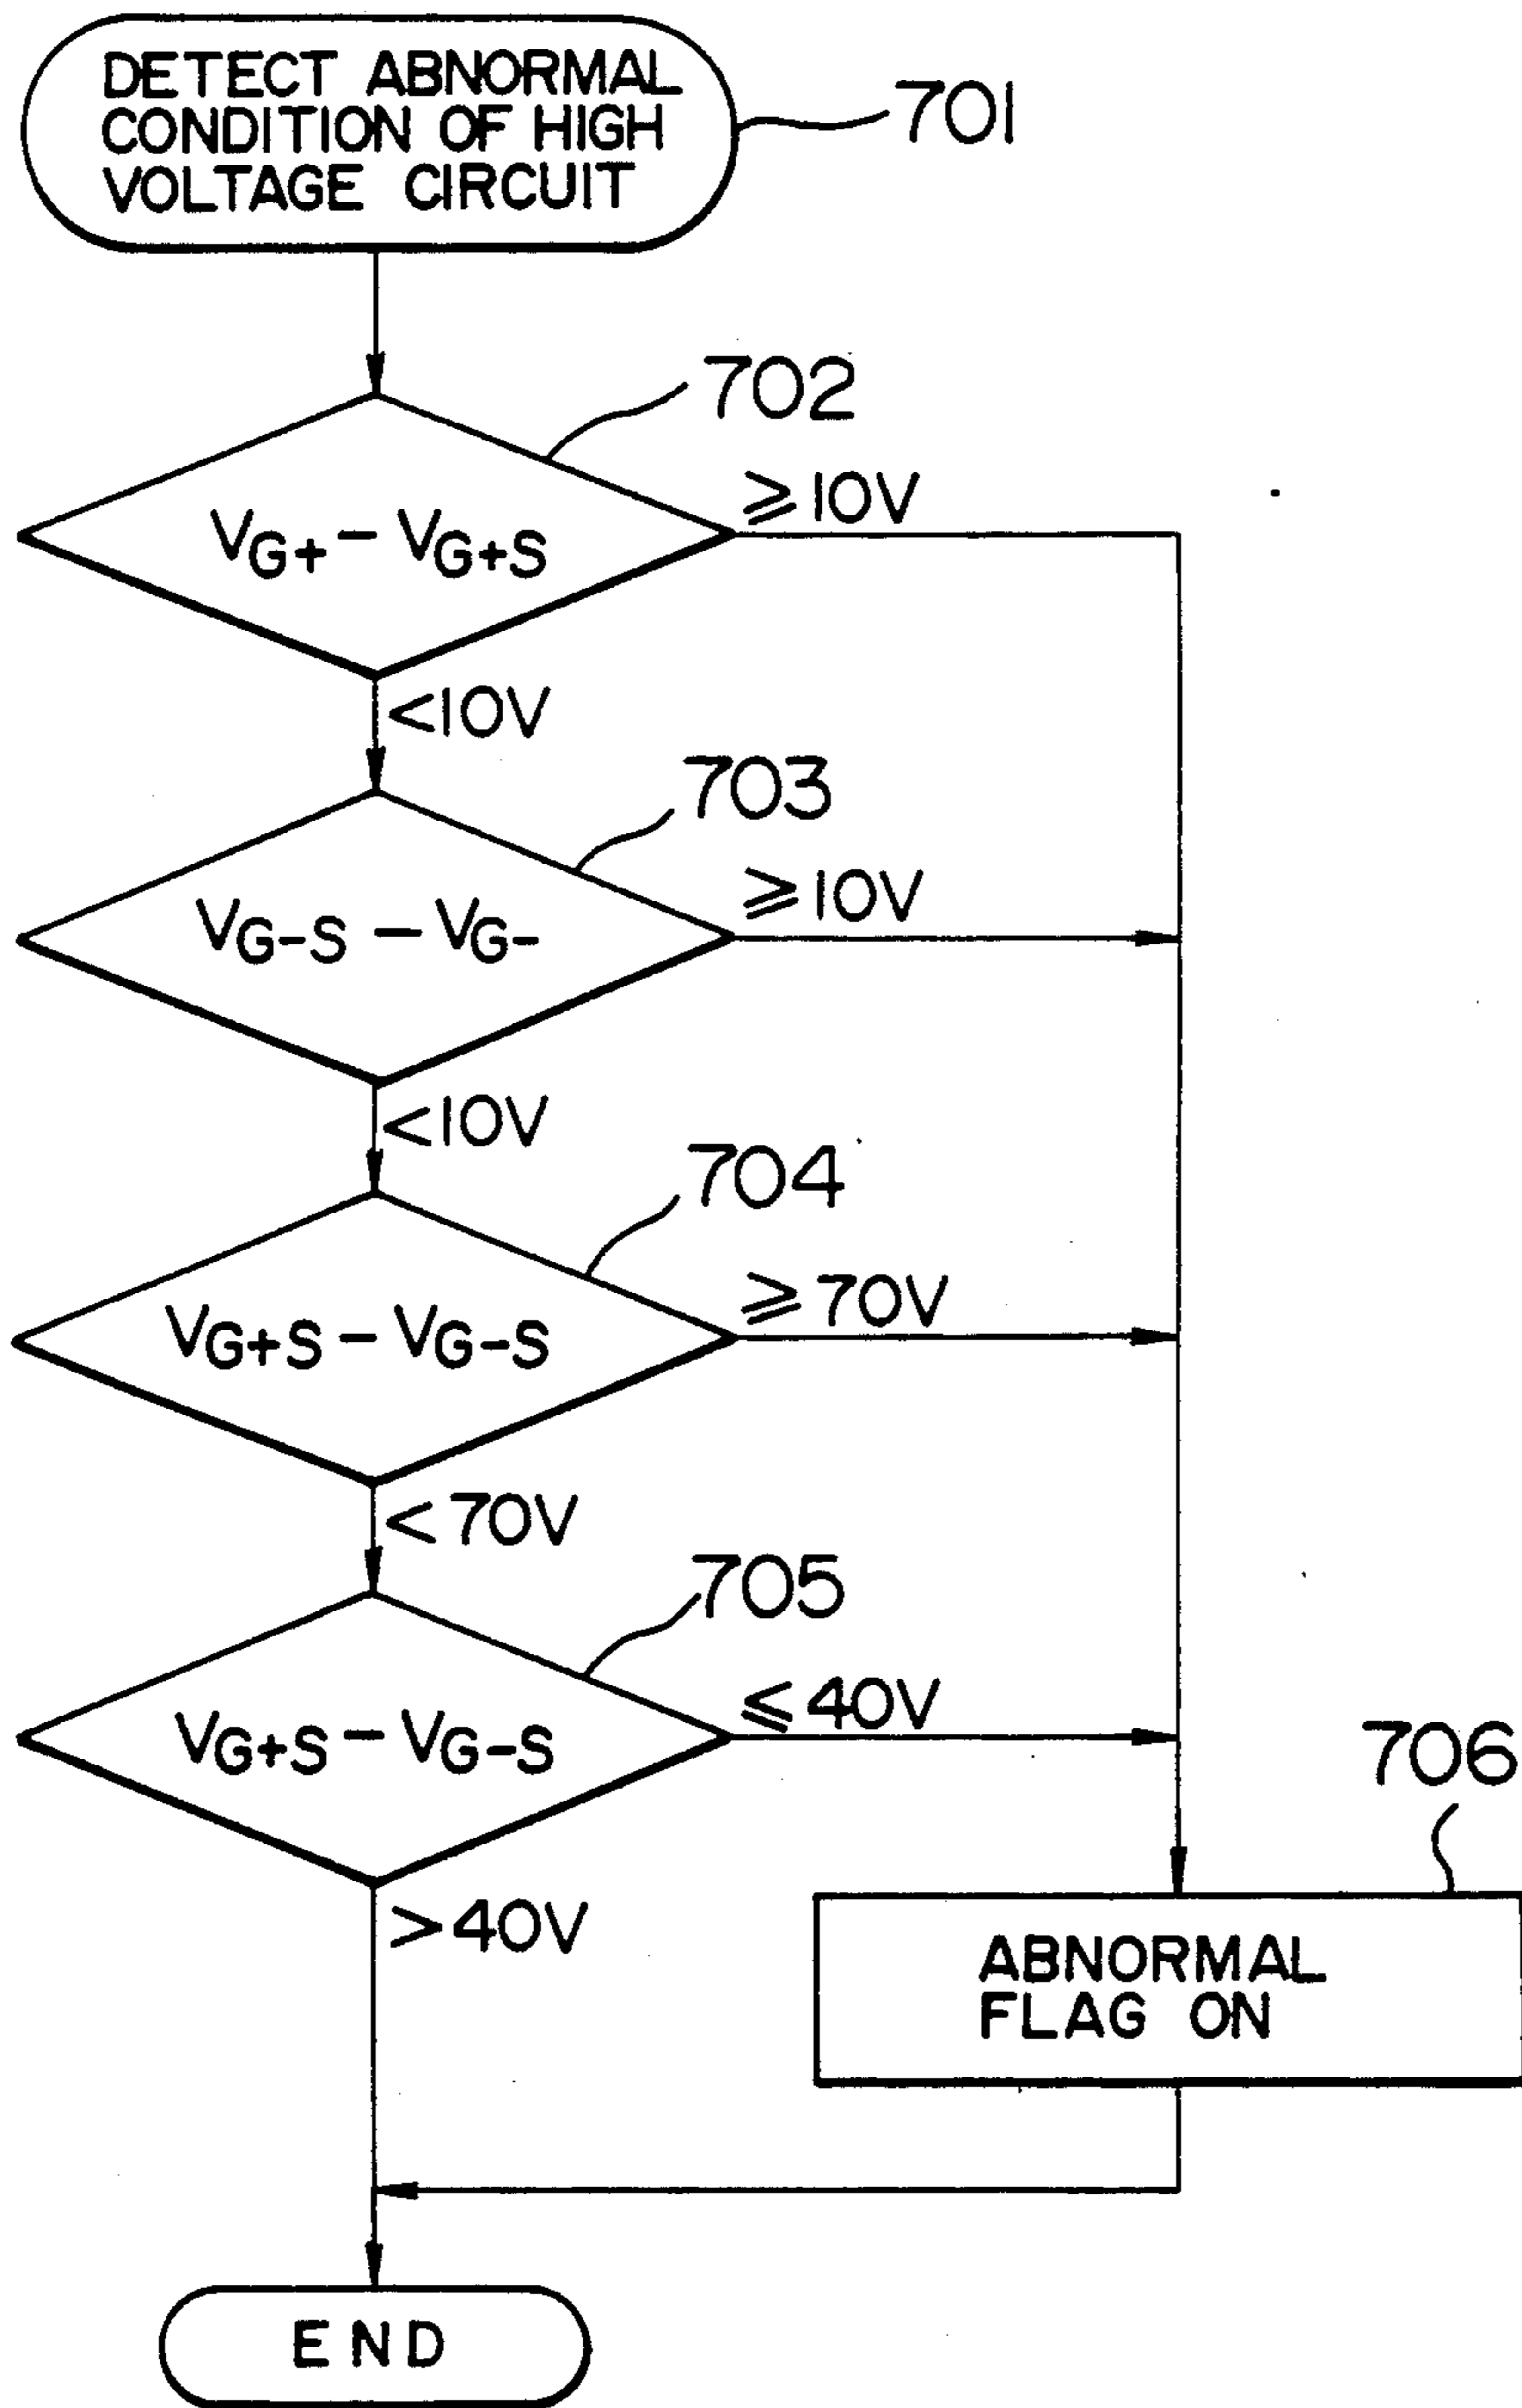 DETECT ABNORMAL
CONDITION OF HIGH
VOLTAGE CIRCUIT
701
702
VG+ - VG+S
≥10V
<10V
703
VG-S - VG-
≥10V
<10V
704
VG+S - VG-S
≥70V
<70V
705
VG+S - VG-S
≤40V
>40V
706
ABNORMAL
FLAG ON
END